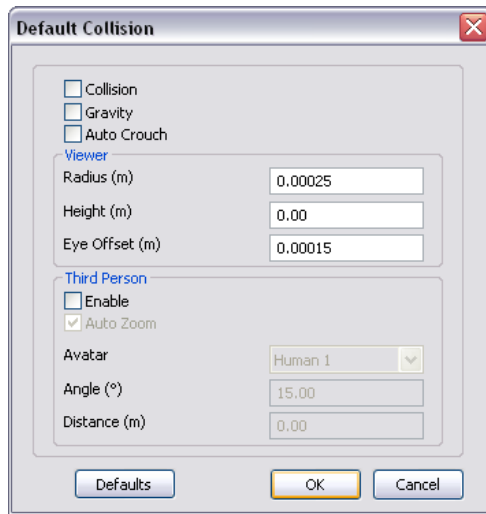 Default Collision
Collision
Gravity
Auto Crouch
Viewer
Radius (m) 0.00025
Height (m) 0.00
Eye Offset (m) 0.00015
Third Person
Enable
Auto Zoom
Avatar Human 1
Angle (°) 15.00
Distance (m) 0.00
Defaults OK Cancel